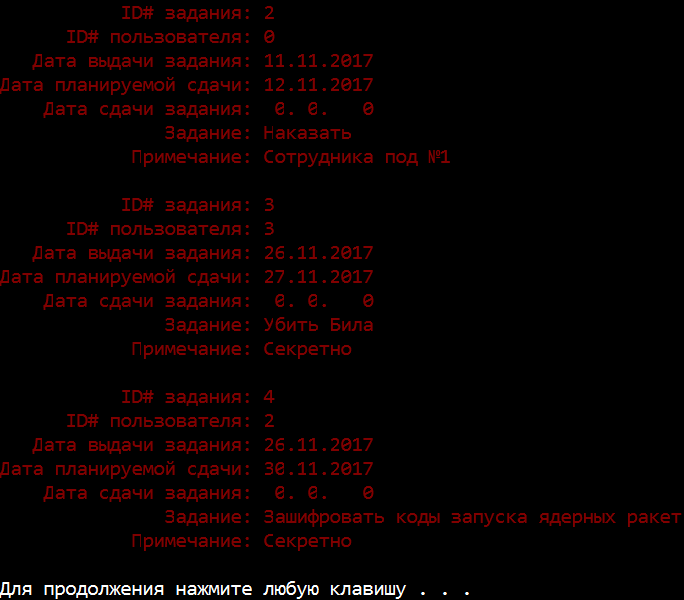 ID# задания: 2
ID# пользователя: 0
Дата выдачи задания: 11.11.2017
Дата планируемой сдачи: 12.11.2017
Дата сдачи задания:  0. 0.   0
Задание: Наказать
Примечание: Сотрудника под №1
ID# задания: 3
ID# пользователя: 3
Дата выдачи задания: 26.11.2017
Дата планируемой сдачи: 27.11.2017
Дата сдачи задания:  0. 0.   0
Задание: Убить Била
Примечание: Секретно
ID# задания: 4
ID# пользователя: 2
Дата выдачи задания: 26.11.2017
Дата планируемой сдачи: 30.11.2017
Дата сдачи задания:  0. 0.   0
Задание: Зашифровать коды запуска ядерных ракет
Примечание: Секретно
Для продолжения нажмите любую клавишу . . .